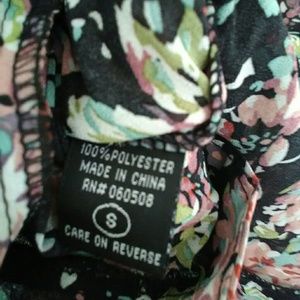 100% POLYESTER
MADE IN CHINA
RN# 060508
S
CARE ON REVERSE